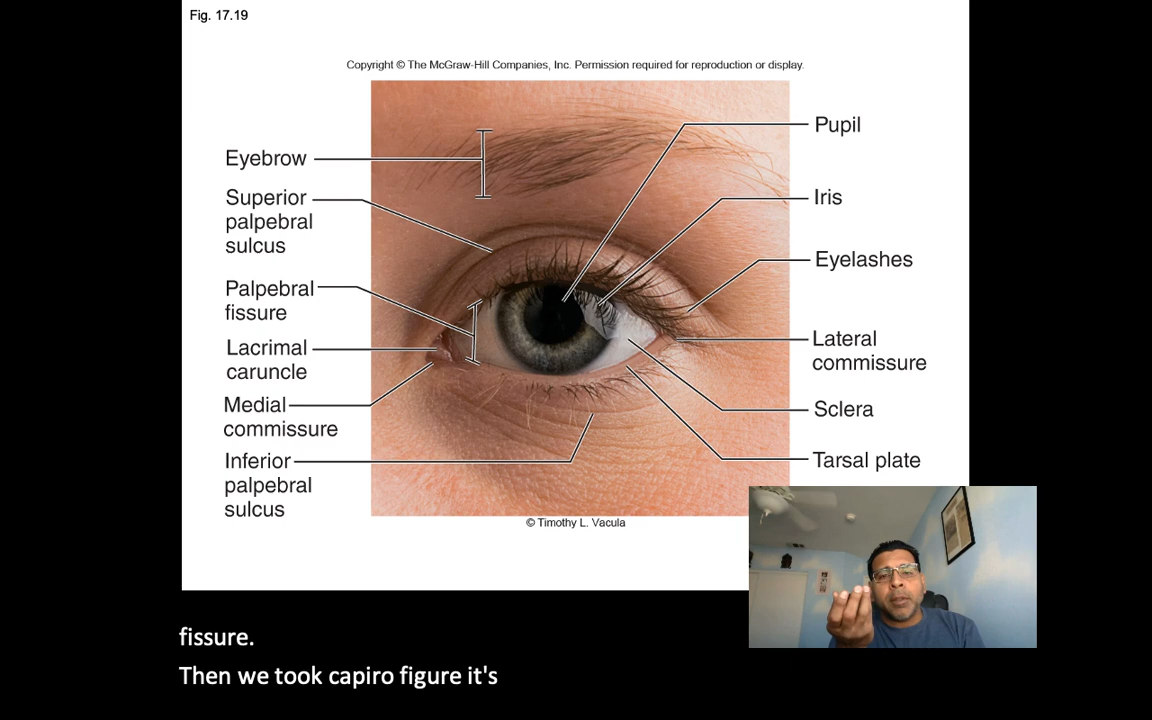 Fig. 17.19
Copyright © The McGraw-Hill Companies, Inc. Permission required for reproduction or display.
Eyebrow
Superior
palpebral
sulcus
Palpebral
fissure
Lacrimal
caruncle
Medial
commissure
Inferior
palpebral
sulcus
Pupil
Iris
Eyelashes
Lateral
commissure
Sclera
Tarsal plate
© Timothy L. Vacula
fissure.
Then we took capiro figure it's